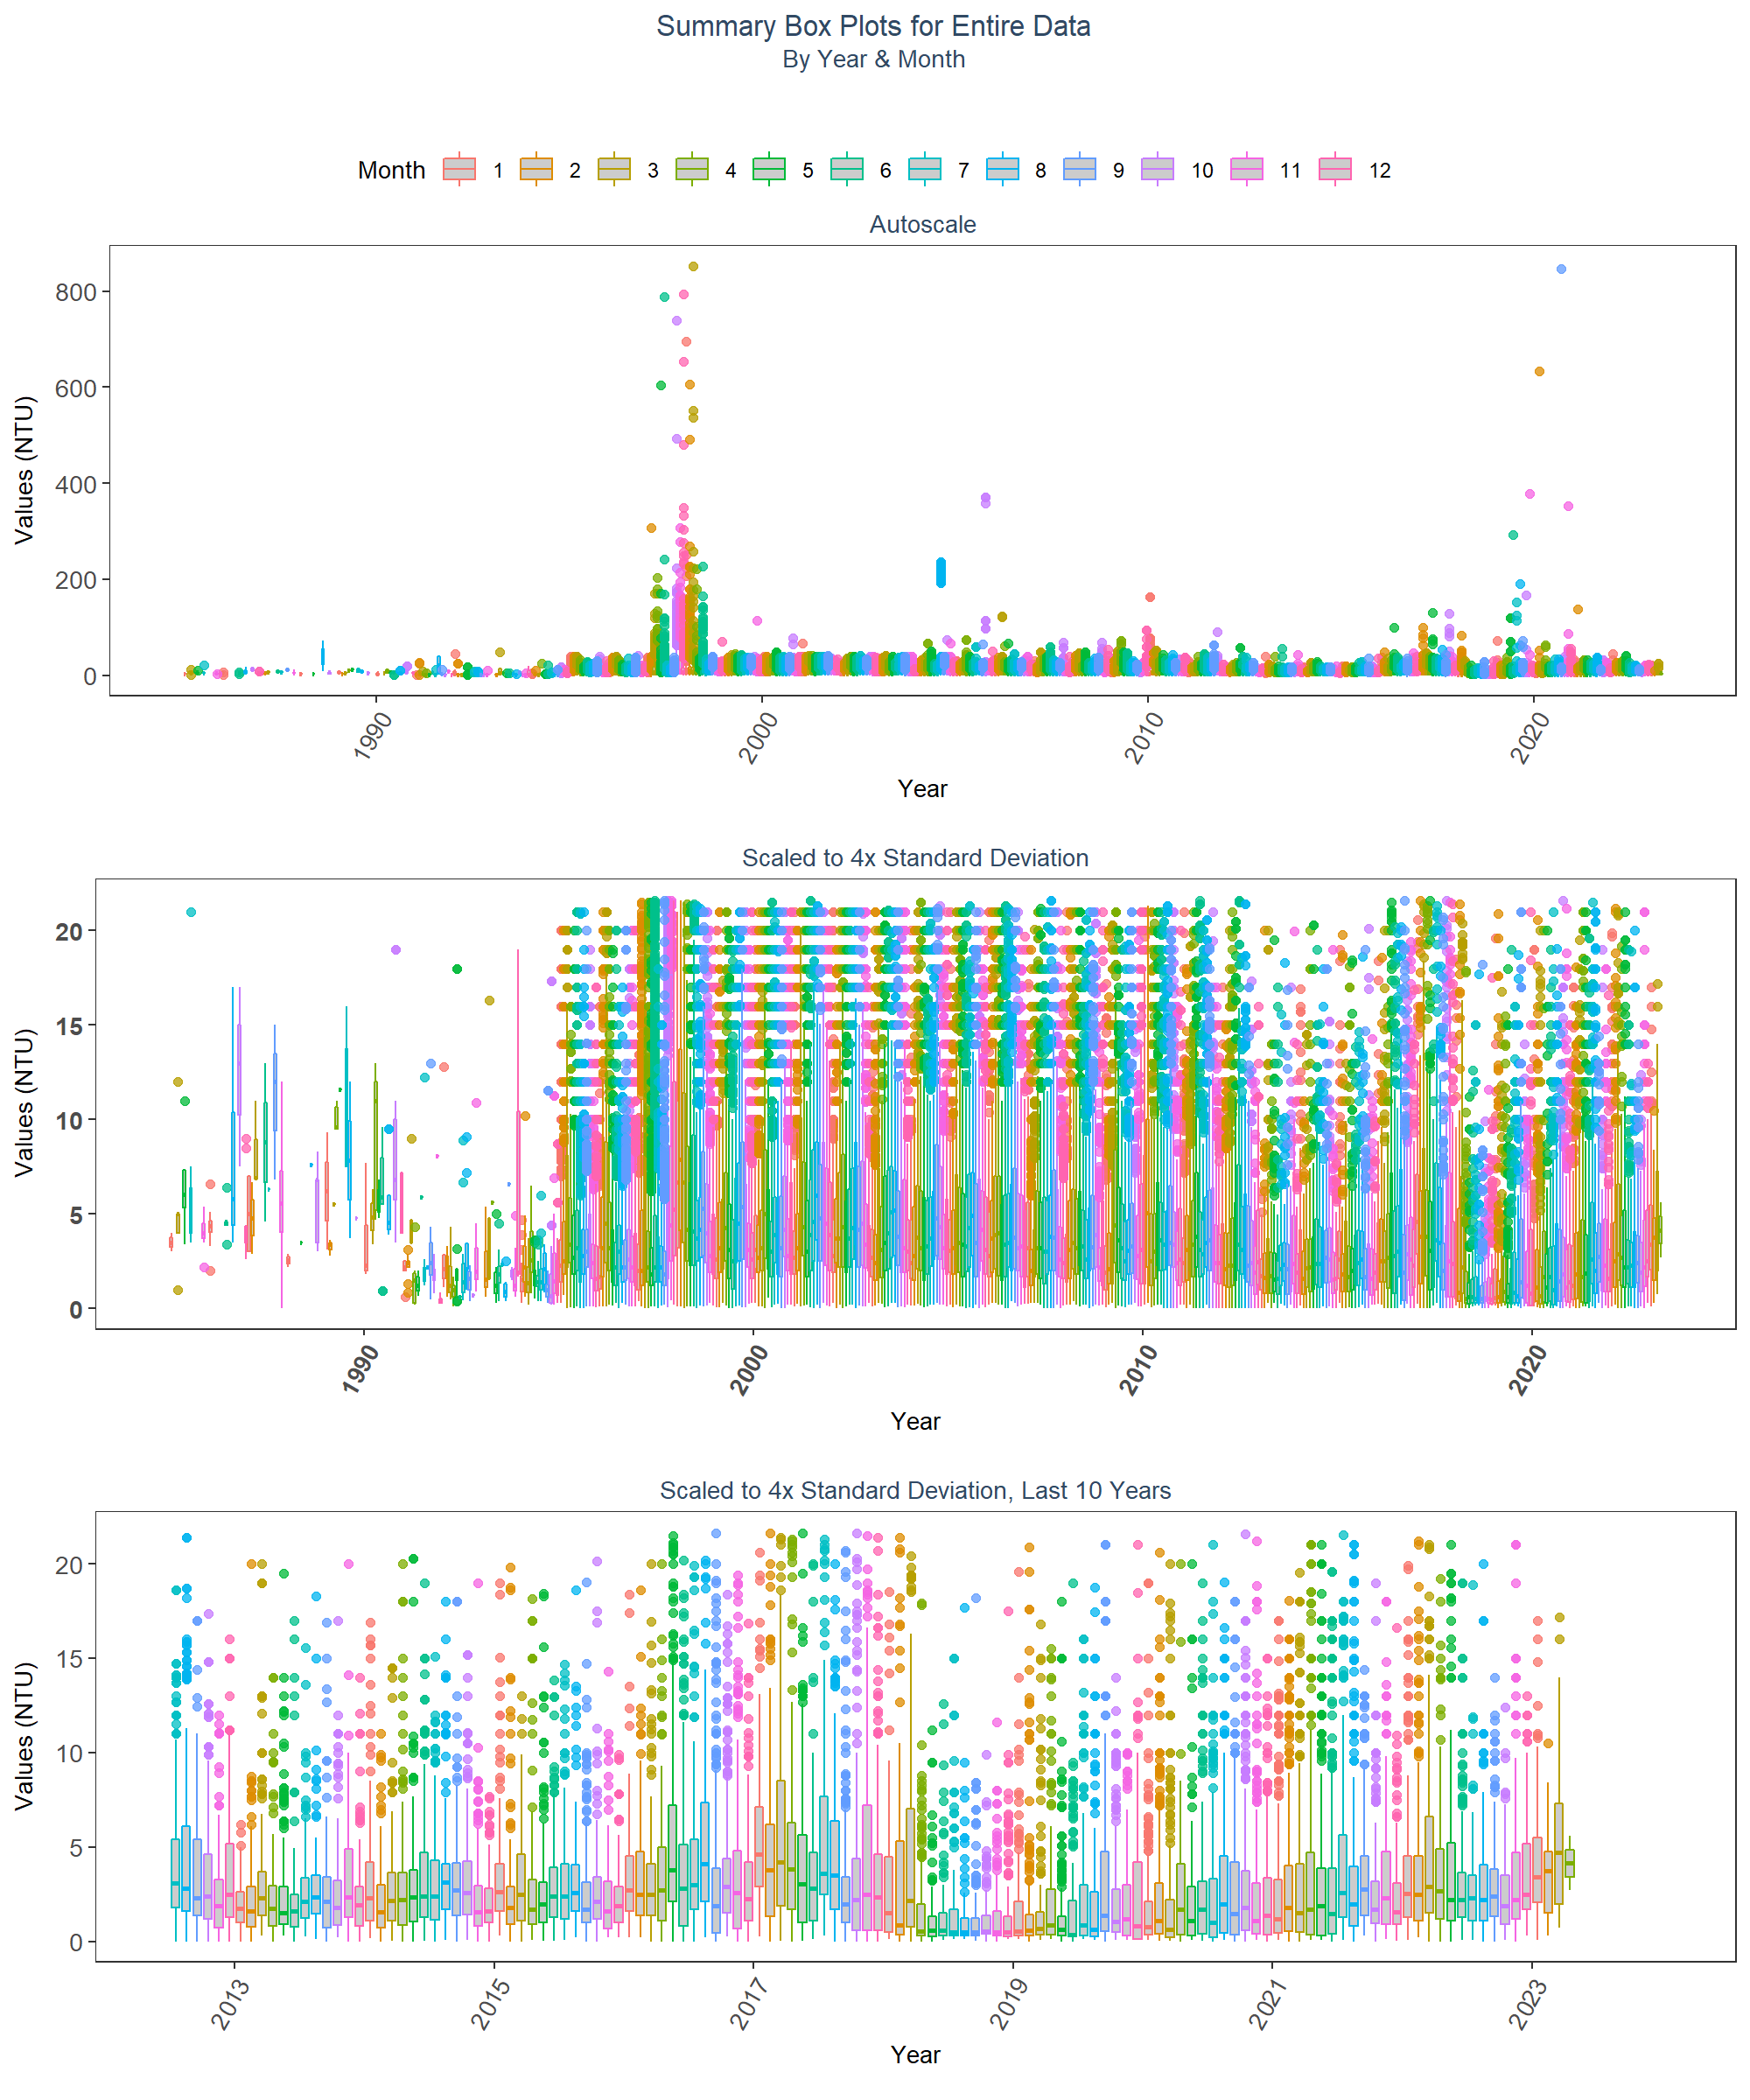 Summary Box Plots for Entire Data
By Year & Month
Month 1 2 3 4 5 6 7 8 9 10 11 12
Autoscale
Values (NTU)
800
600
400
200
0
1990 2000 2010 2020
Year
Scaled to 4x Standard Deviation
Values (NTU)
20
15
10
5
0
1990 2000 2010 2020
Year
Scaled to 4x Standard Deviation, Last 10 Years
Values (NTU)
20
15
10
5
0
2013 2015 2017 2019 2021 2023
Year